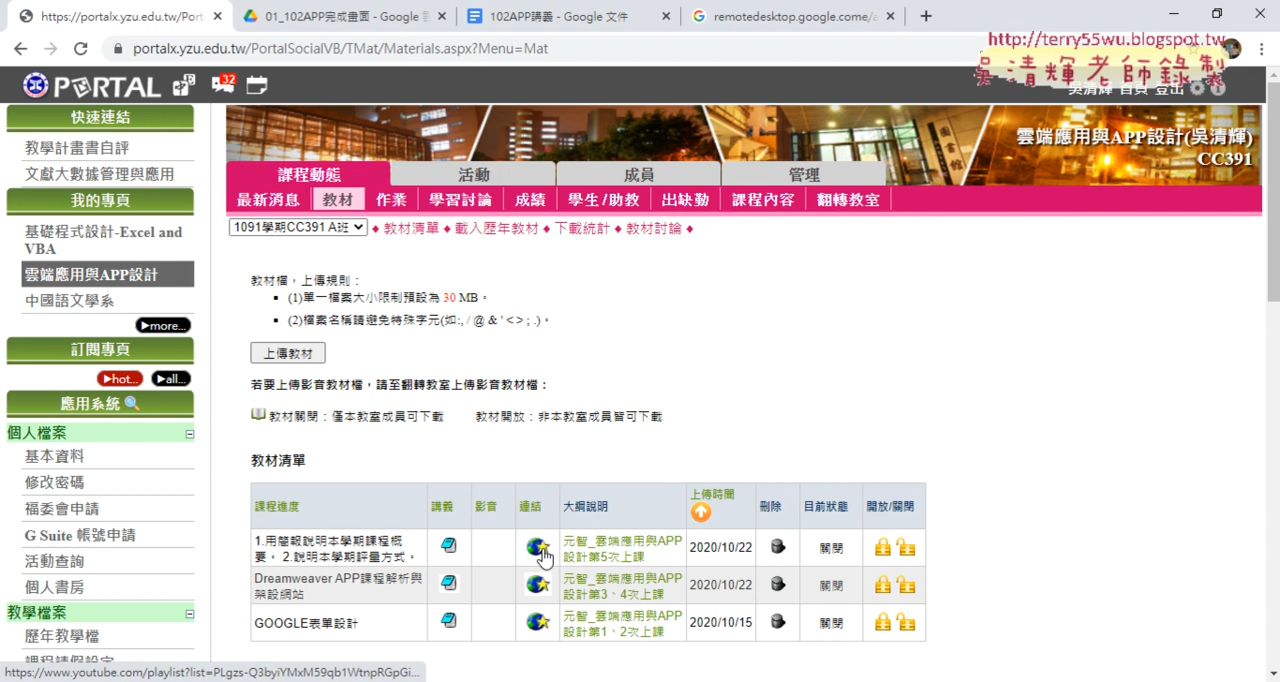 https://portalx.yzu.edu.tw/Port
01_102APP完成畫面 - Google 雲
102APP講義 - Google 文件
remotedesktop.google.com/a
portalx.yzu.edu.tw/PortalSocialVB/TMat/Materials.aspx?Menu=Mat
http://terry55wu.blogspot.tw
吳清輝老師錄製
PORTAL
32
吳清輝 首頁 登出
快速連結
教學計畫書自評
文獻大數據管理與應用
我的專頁
基礎程式設計-Excel and
VBA
雲端應用與APP設計
中國語文學系
▶more...
訂閱專頁
▶hot... ▶all...
應用系統
個人檔案
基本資料
修改密碼
福委會申請
G Suite 帳號申請
活動查詢
個人書房
教學檔案
歷年教學檔
課程請假設定
雲端應用與APP設計(吳清輝)
CC391
課程動態 活動 成員 管理
最新消息 教材 作業 學習討論 成績 學生/助教 出缺勤 課程內容 翻轉教室
1091學期CC391 A班 ♦ 教材清單 ♦ 載入歷年教材 ♦ 下載統計 ♦ 教材討論 ♦
教材檔，上傳規則：
(1)單一檔案大小限制預設為 30 MB。
(2)檔案名稱請避免特殊字元(如:, / @ & ' < > ; .)。
上傳教材
若要上傳影音教材檔，請至翻轉教室上傳影音教材檔：
教材關閉：僅本教室成員可下載 教材開放：非本教室成員皆可下載
教材清單
課程進度 講義 影音 連結 大綱說明 上傳時間 刪除 目前狀態 開放/關閉
1.用簡報說明本學期課程概
要。 2.說明本學期評量方式。
元智_雲端應用與APP
設計第5次上課
2020/10/22 關閉
Dreamweaver APP課程解析與
架設網站
元智_雲端應用與APP
設計第3、4次上課
2020/10/22 關閉
GOOGLE表單設計
元智_雲端應用與APP
設計第1、2次上課
2020/10/15 關閉
https://www.youtube.com/playlist?list=PLgzs-Q3byiYMxM59qb1WtnpRGpGi...